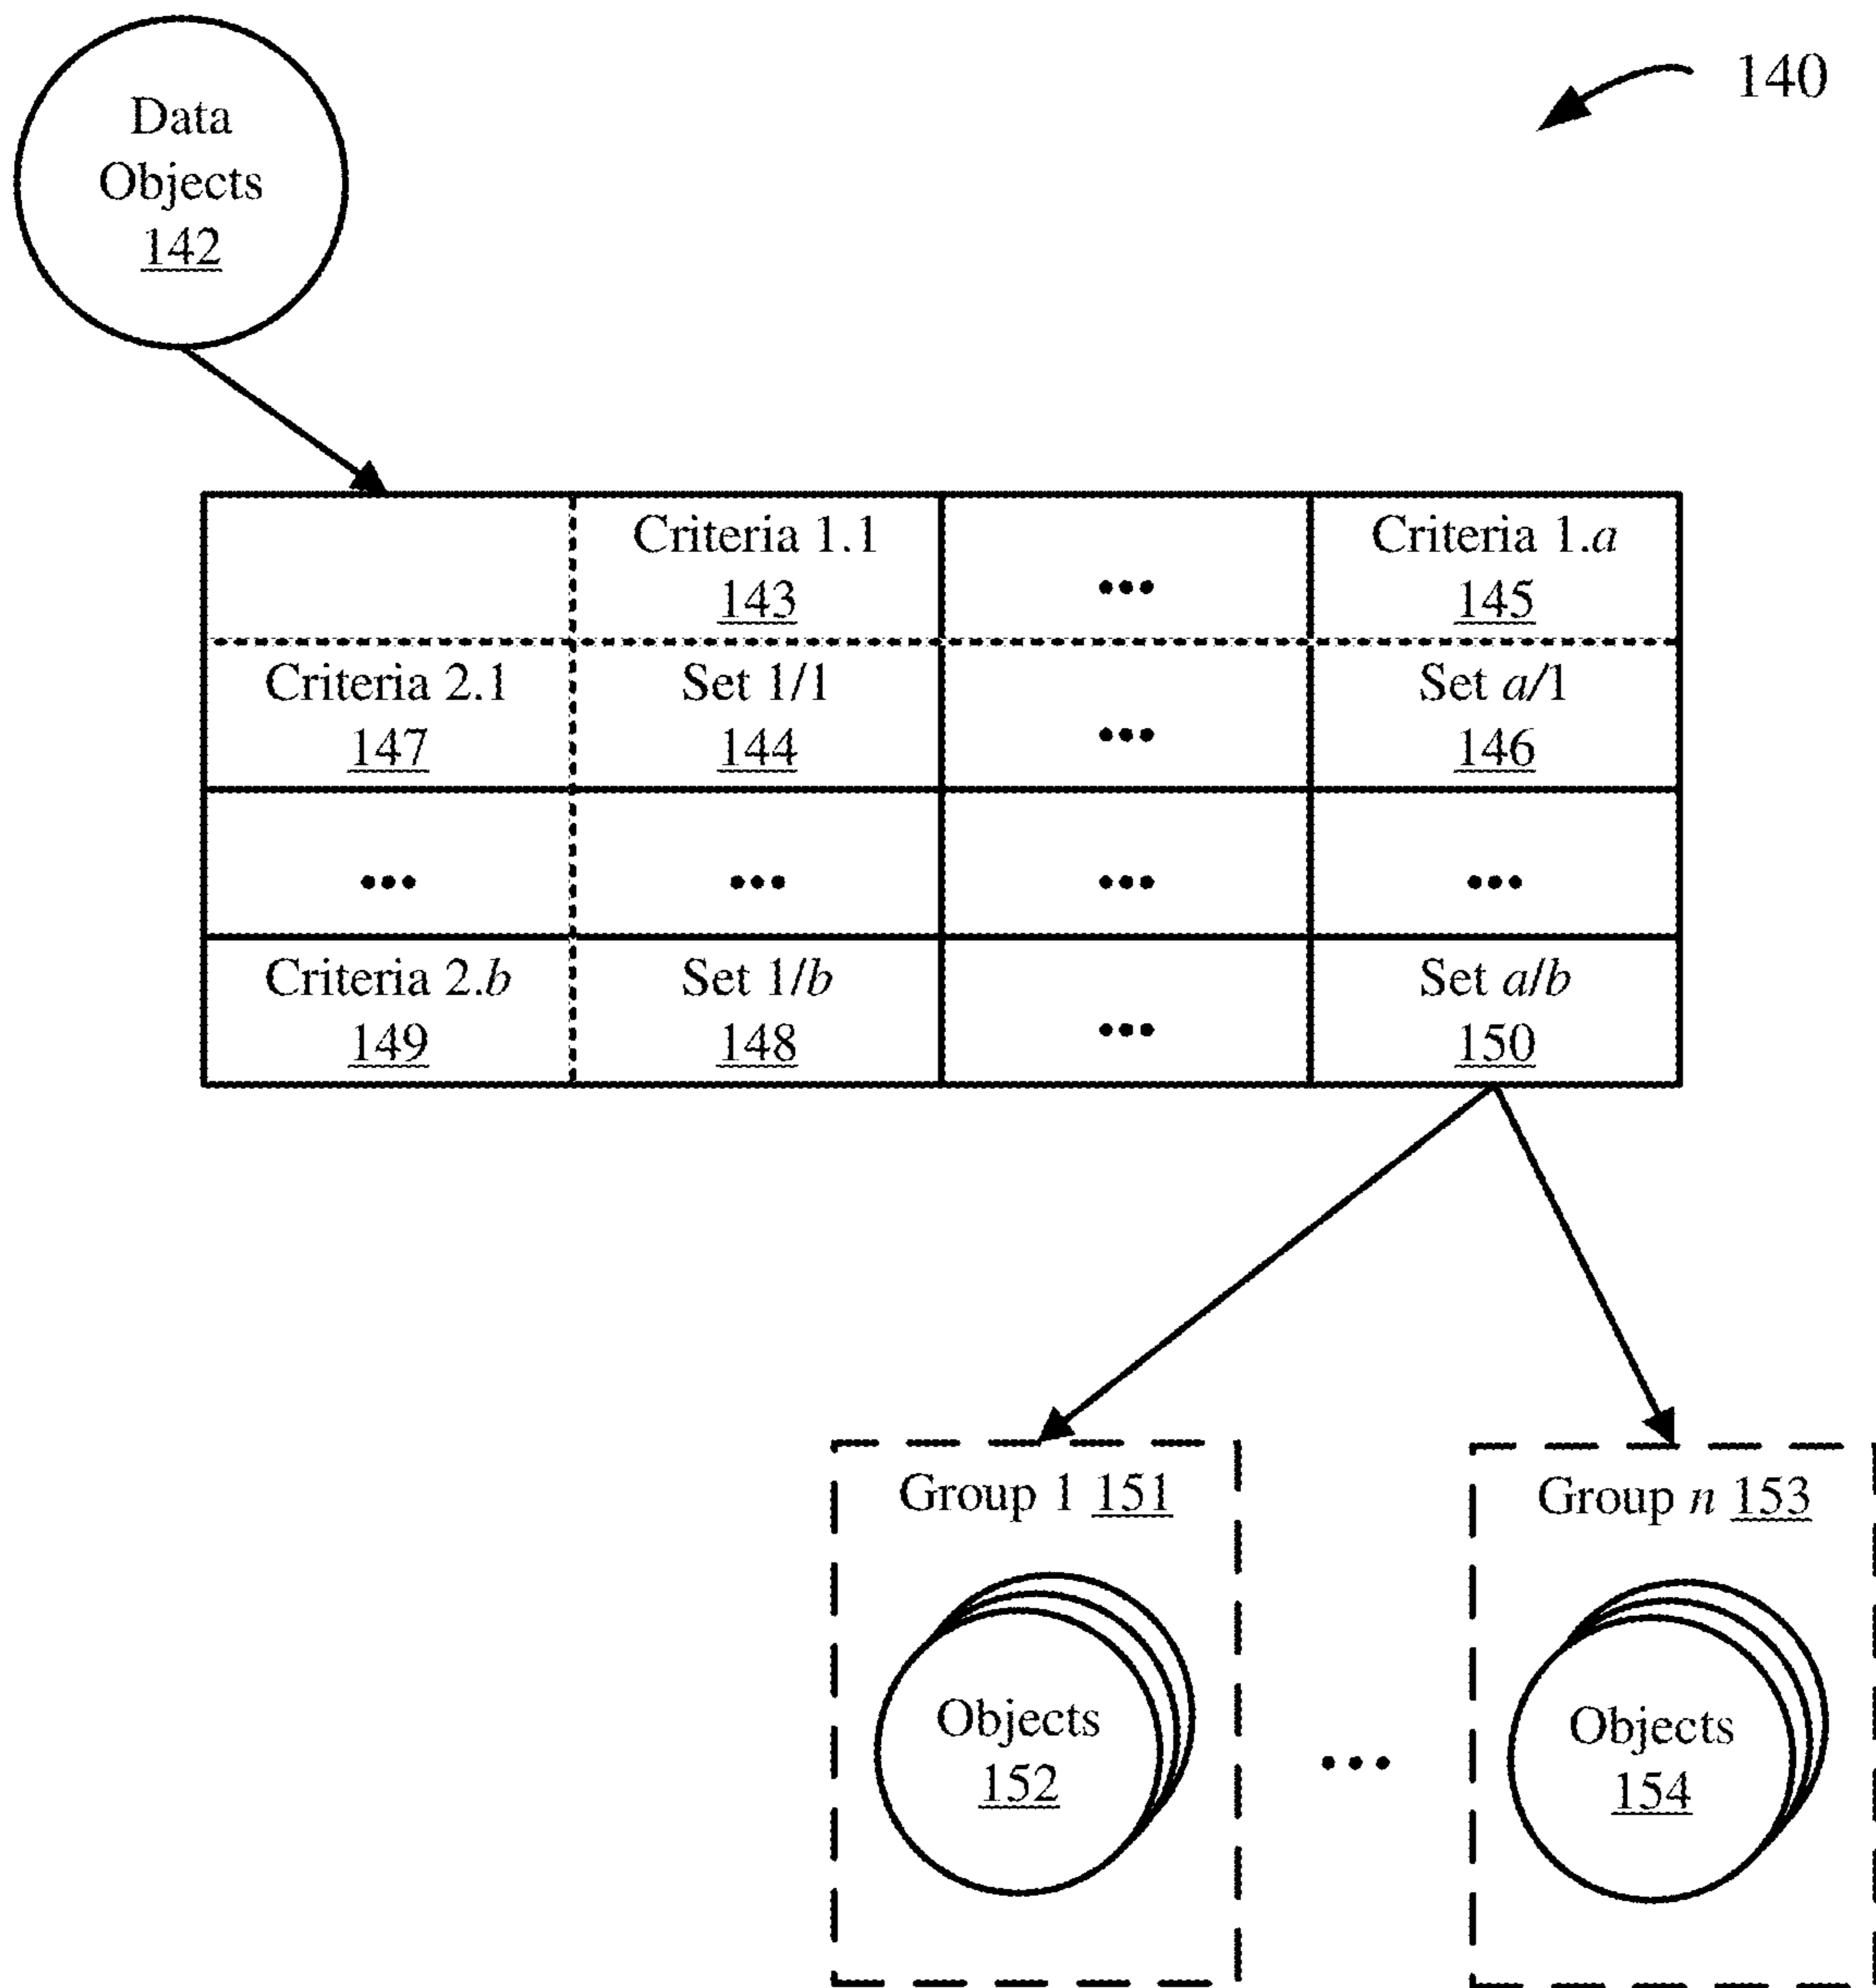 140
Data
Objects
142
Criteria 1.1
143
...
Criteria 1.a
145
Criteria 2.1
147
Set 1/1
144
...
Set a/1
146
...
...
...
...
Criteria 2.b
149
Set 1/b
148
...
Set a/b
150
Group 1 151
Objects
152
...
Group n 153
Objects
154